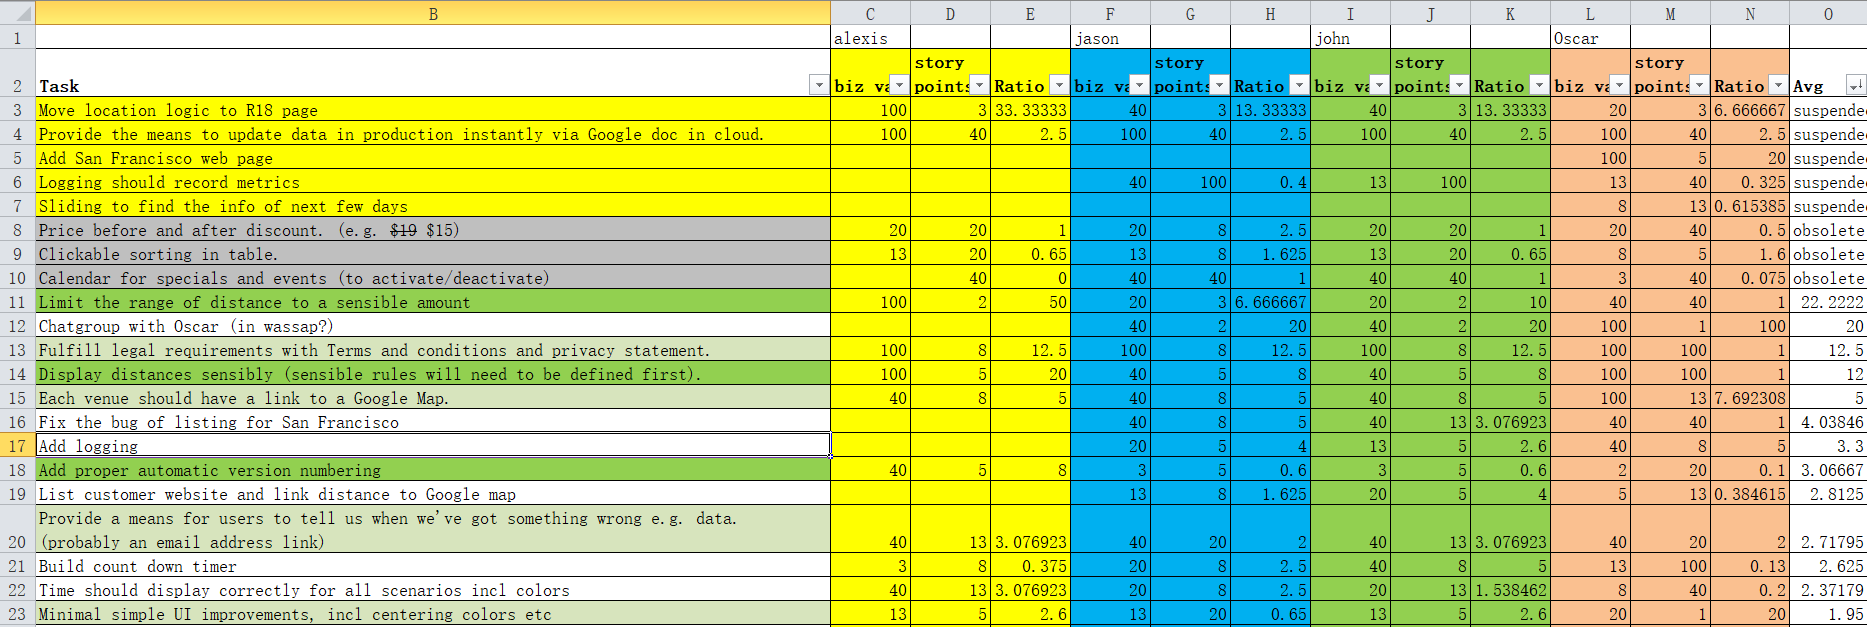 B C D E F G H I J K L M N O
1 alexis jason john Oscar
story story story story
2 Task biz va points Ratio biz va points Ratio biz va points Ratio biz va points Ratio Avg
3 Move location logic to R18 page 100 3 33.33333 40 3 13.33333 40 3 13.33333 20 3 6.666667 suspende
4 Provide the means to update data in production instantly via Google doc in cloud. 100 40 2.5 100 40 2.5 100 40 2.5 100 40 2.5 suspende
5 Add San Francisco web page 100 5 20 suspende
6 Logging should record metrics 40 100 0.4 13 100 13 40 0.325 suspende
7 Sliding to find the info of next few days 8 13 0.615385 suspende
8 Price before and after discount. (e.g. $19 $15) 20 20 1 20 8 2.5 20 20 1 20 40 0.5 obsolete
9 Clickable sorting in table. 13 20 0.65 13 8 1.625 13 20 0.65 8 5 1.6 obsolete
10 Calendar for specials and events (to activate/deactivate) 40 0 40 40 1 40 40 1 3 40 0.075 obsolete
11 Limit the range of distance to a sensible amount 100 2 50 20 3 6.666667 20 2 10 40 40 1 22.2222
12 Chatgroup with Oscar (in wassap?) 40 2 20 40 2 20 100 1 100 20
13 Fulfill legal requirements with Terms and conditions and privacy statement. 100 8 12.5 100 8 12.5 100 8 12.5 100 100 1 12.5
14 Display distances sensibly (sensible rules will need to be defined first). 100 5 20 40 5 8 40 5 8 100 100 1 12
15 Each venue should have a link to a Google Map. 40 8 5 40 8 5 40 8 5 100 13 7.692308 5
16 Fix the bug of listing for San Francisco 40 8 5 40 13 3.076923 40 40 1 4.03846
17 Add logging 20 5 4 13 5 2.6 40 8 5 3.3
18 Add proper automatic version numbering 40 5 8 3 5 0.6 3 5 0.6 2 20 0.1 3.06667
19 List customer website and link distance to Google map 13 8 1.625 20 5 4 5 13 0.384615 2.8125
Provide a means for users to tell us when we've got something wrong e.g. data.
20 (probably an email address link) 40 13 3.076923 40 20 2 40 13 3.076923 40 20 2 2.71795
21 Build count down timer 3 8 0.375 20 8 2.5 40 8 5 13 100 0.13 2.625
22 Time should display correctly for all scenarios incl colors 40 13 3.076923 20 8 2.5 20 13 1.538462 8 40 0.2 2.37179
23 Minimal simple UI improvements, incl centering colors etc 13 5 2.6 13 20 0.65 13 5 2.6 20 1 20 1.95